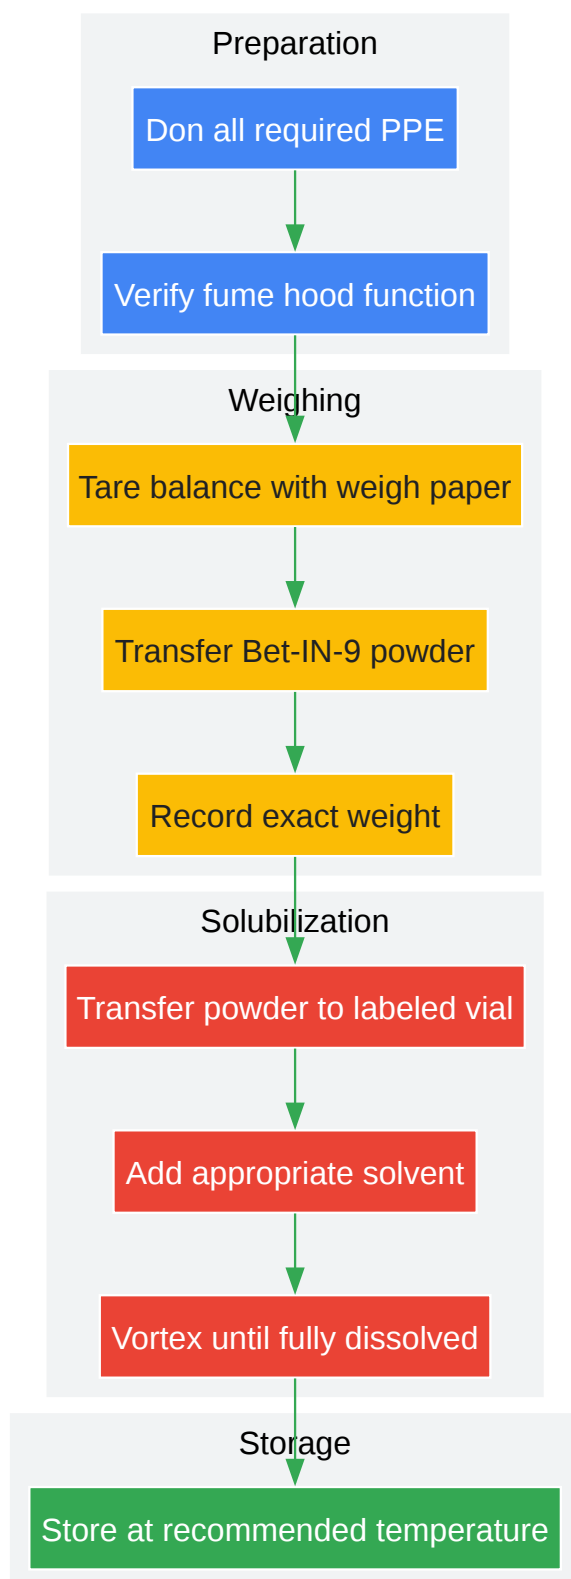 Preparation
Don all required PPE
Verify fume hood function
Weighing
Tare balance with weigh paper
Transfer Bet-IN-9 powder
Record exact weight
Solubilization
Transfer powder to labeled vial
Add appropriate solvent
Vortex until fully dissolved
Storage
Store at recommended temperature